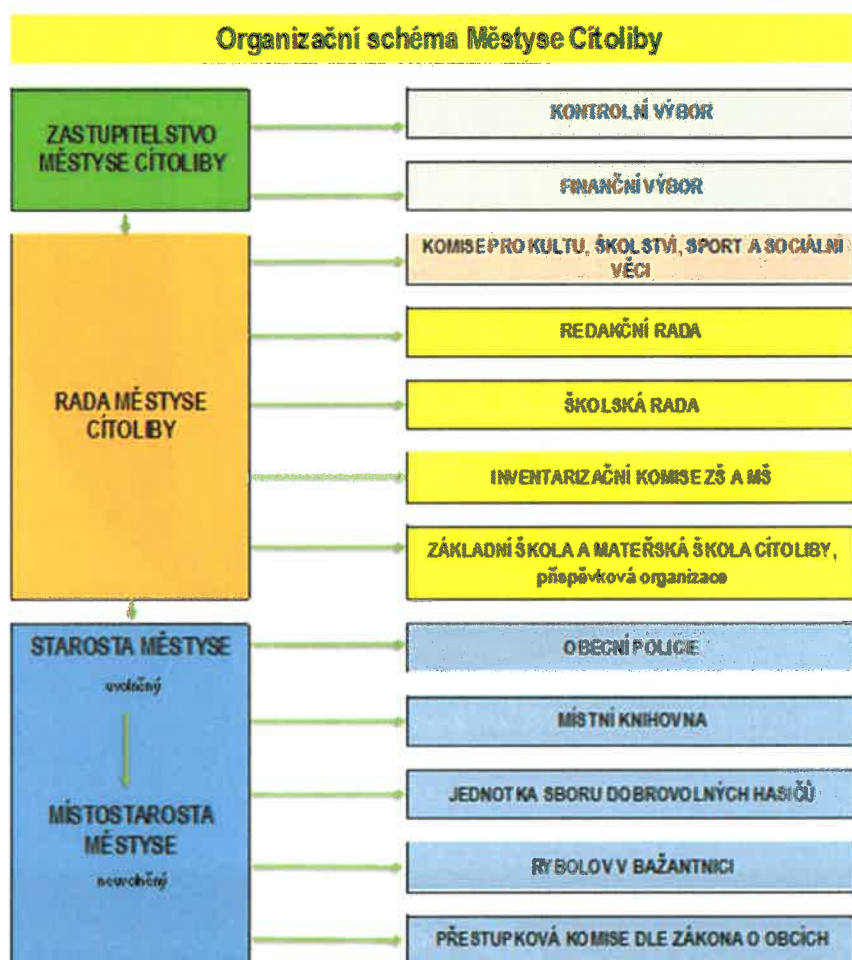 Organizační schéma Městyse Cítoliby
ZASTUPITELSTVO
MĚSTYSE CÍTOLIBY
KONTROLNÍ VÝBOR
FINANČNÍ VÝBOR
RADA MĚSTYSE
CÍTOLIBY
KOMISE PRO KULTU, ŠKOLSTVÍ, SPORT A SOCIÁLNÍ
VĚCI
REDAKČNÍ RADA
ŠKOLSKÁ RADA
INVENTARIZAČNÍ KOMISE ZŠ A MŠ
ZÁKLADNÍ ŠKOLA A MATEŘSKÁ ŠKOLA CÍTOLIBY,
příspěvková organizace
STAROSTA MĚSTYSE
uvolněný
MÍSTOSTAROSTA
MĚSTYSE
neuvolněný
OBECNÍ POLICIE
MÍSTNÍ KNIHOVNA
JEDNOTKA SBORU DOBROVOLNÝCH HASIČŮ
RYBOLOV V BAŽANTNICI
PŘESTUPKOVÁ KOMISE DLE ZÁKONA O OBCÍCH